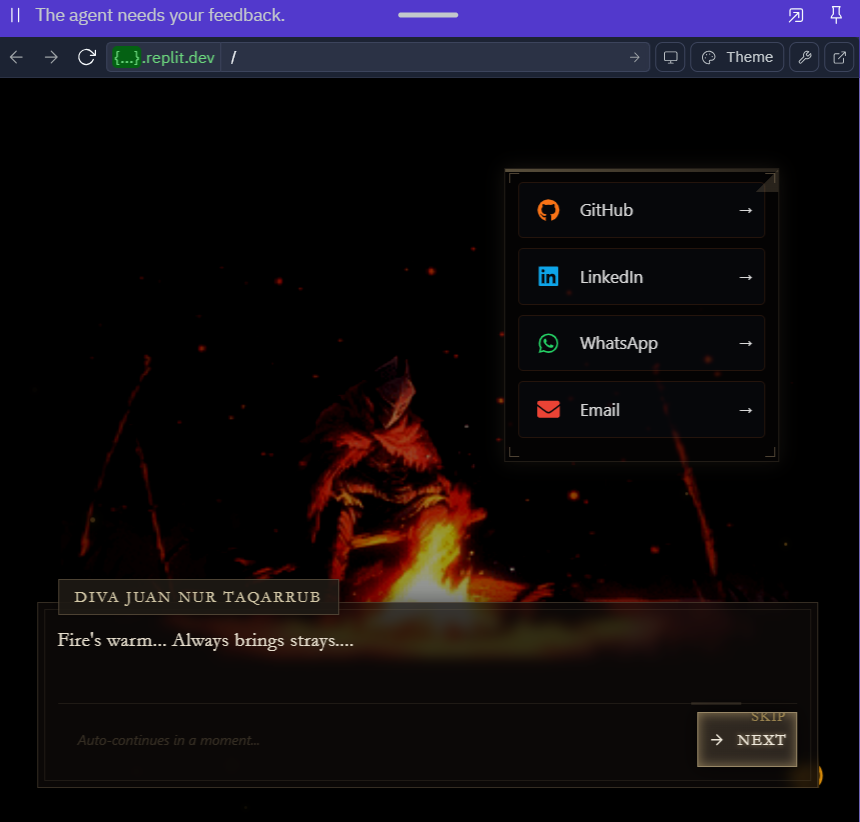 The agent needs your feedback.
{...}.replit.dev /
Theme
GitHub →
LinkedIn →
WhatsApp →
Email →
DIVA JUAN NUR TAQARRUB
Fire's warm... Always brings strays....
SKIP
Auto-continues in a moment...
→ NEXT